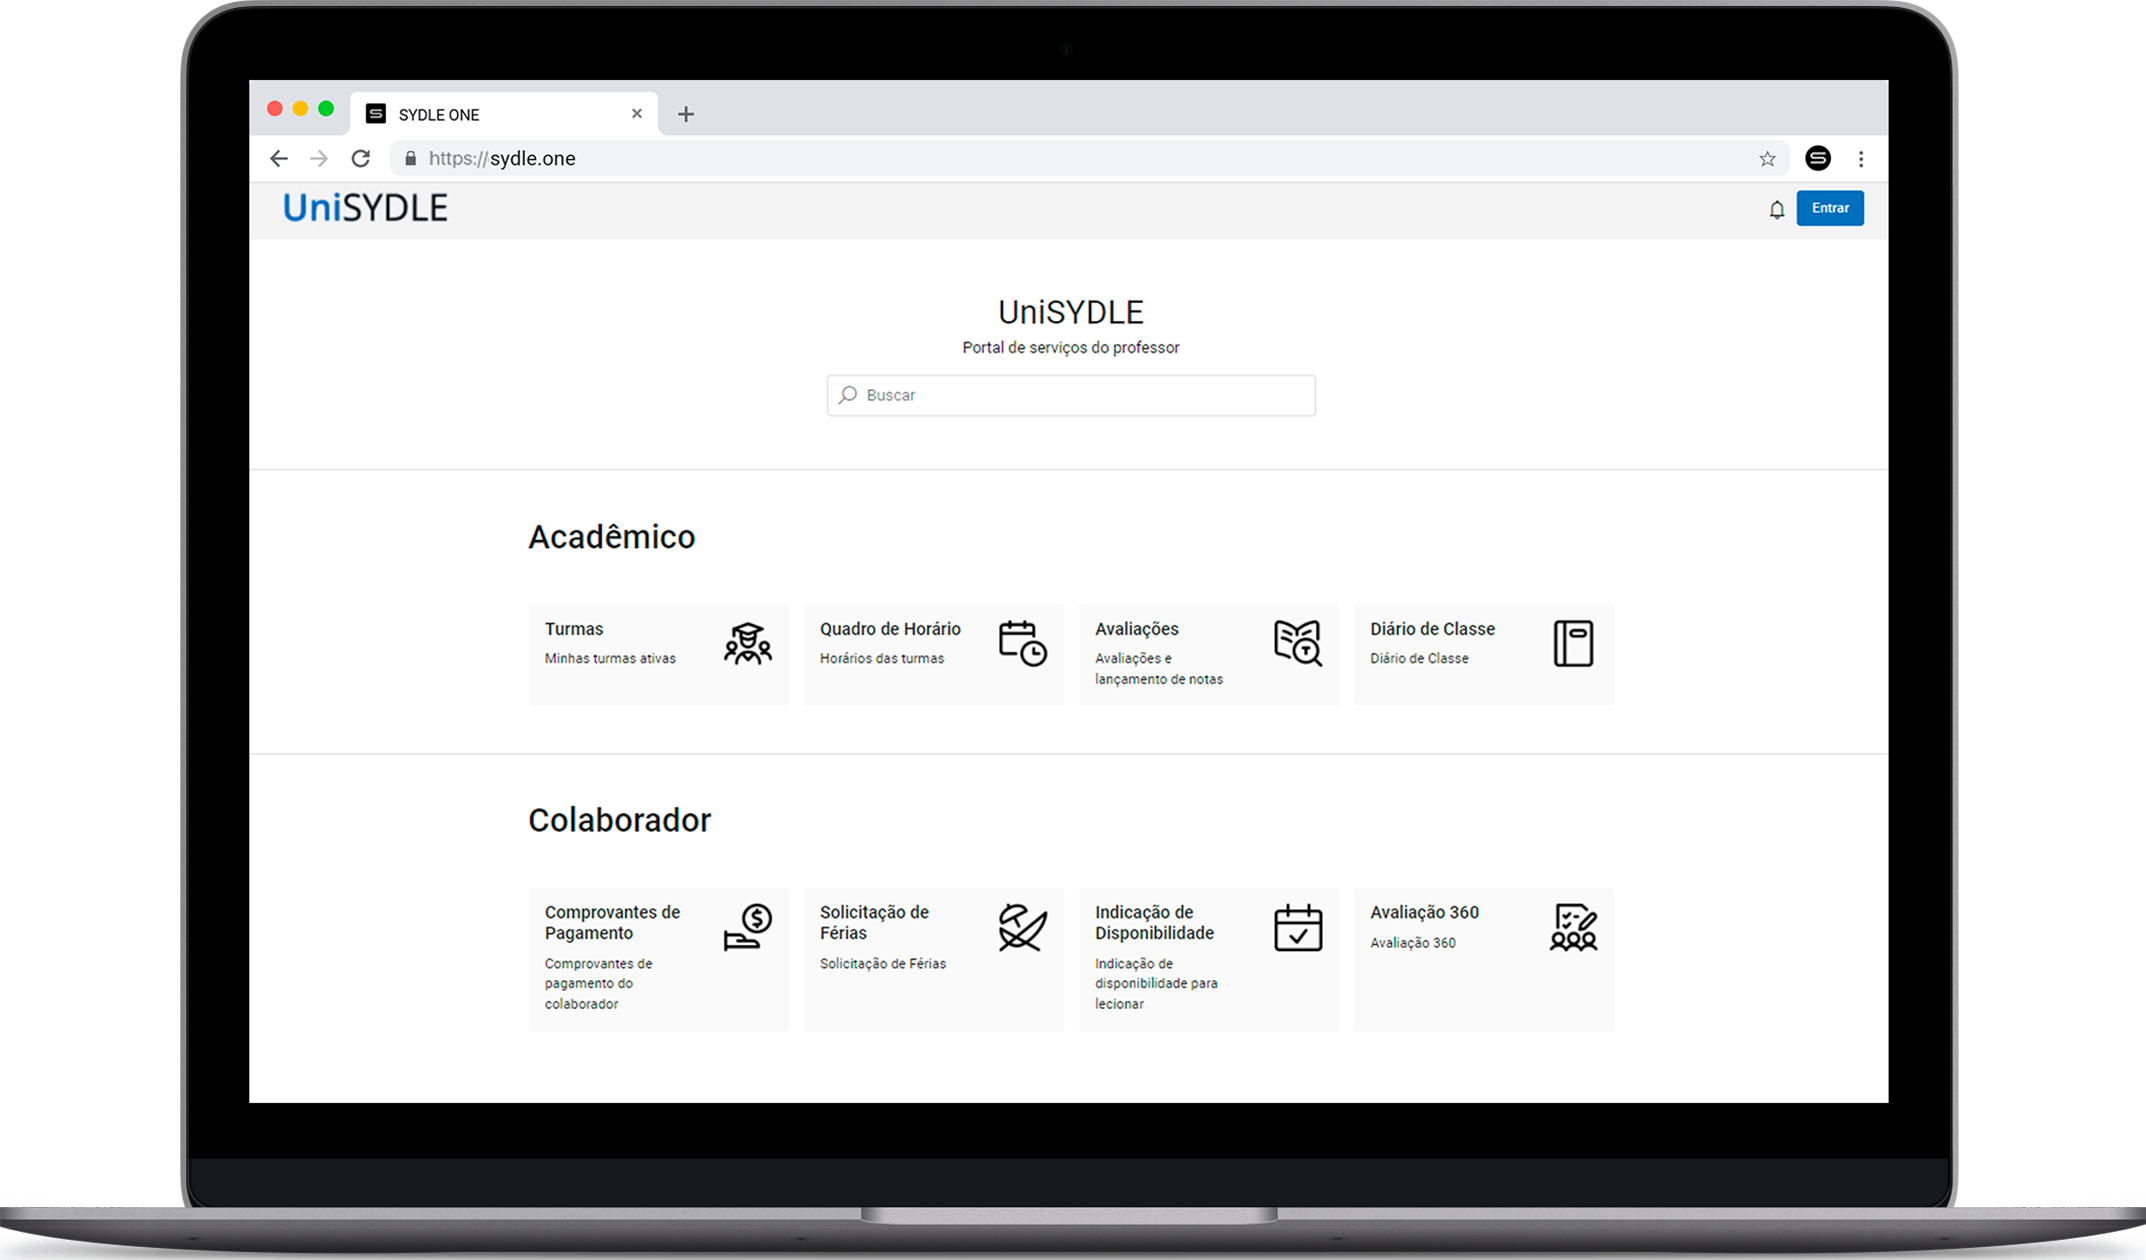 SYDLE ONE
https://sydle.one
UniSYDLE
Entrar
UniSYDLE
Portal de serviços do professor
Buscar
Acadêmico
Turmas
Minhas turmas ativas
Quadro de Horário
Horários das turmas
Avaliações
Avaliações e
lançamento de notas
Diário de Classe
Diário de Classe
Colaborador
Comprovantes de
Pagamento
Comprovantes de
pagamento do
colaborador
Solicitação de
Férias
Solicitação de Férias
Indicação de
Disponibilidade
Indicação de
disponibilidade para
lecionar
Avaliação 360
Avaliação 360